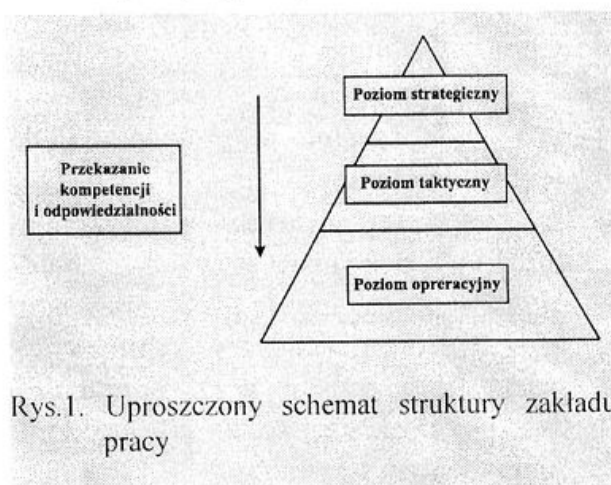 Poziom strategiczny
Przekazanie
kompetencji
i odpowiedzialności
Poziom taktyczny
Poziom opreracyjny
Rys.1. Uproszczony schemat struktury zakładu
pracy